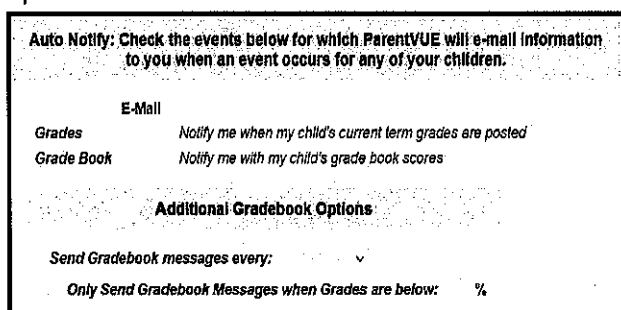 Auto Notify: Check the events below for which ParentVUE will e-mail information
to you when an event occurs for any of your children.
E-Mail
Grades Notify me when my child's current term grades are posted
Grade Book Notify me with my child's grade book scores
Additional Gradebook Options
Send Gradebook messages every:
Only Send Gradebook Messages when Grades are below: %